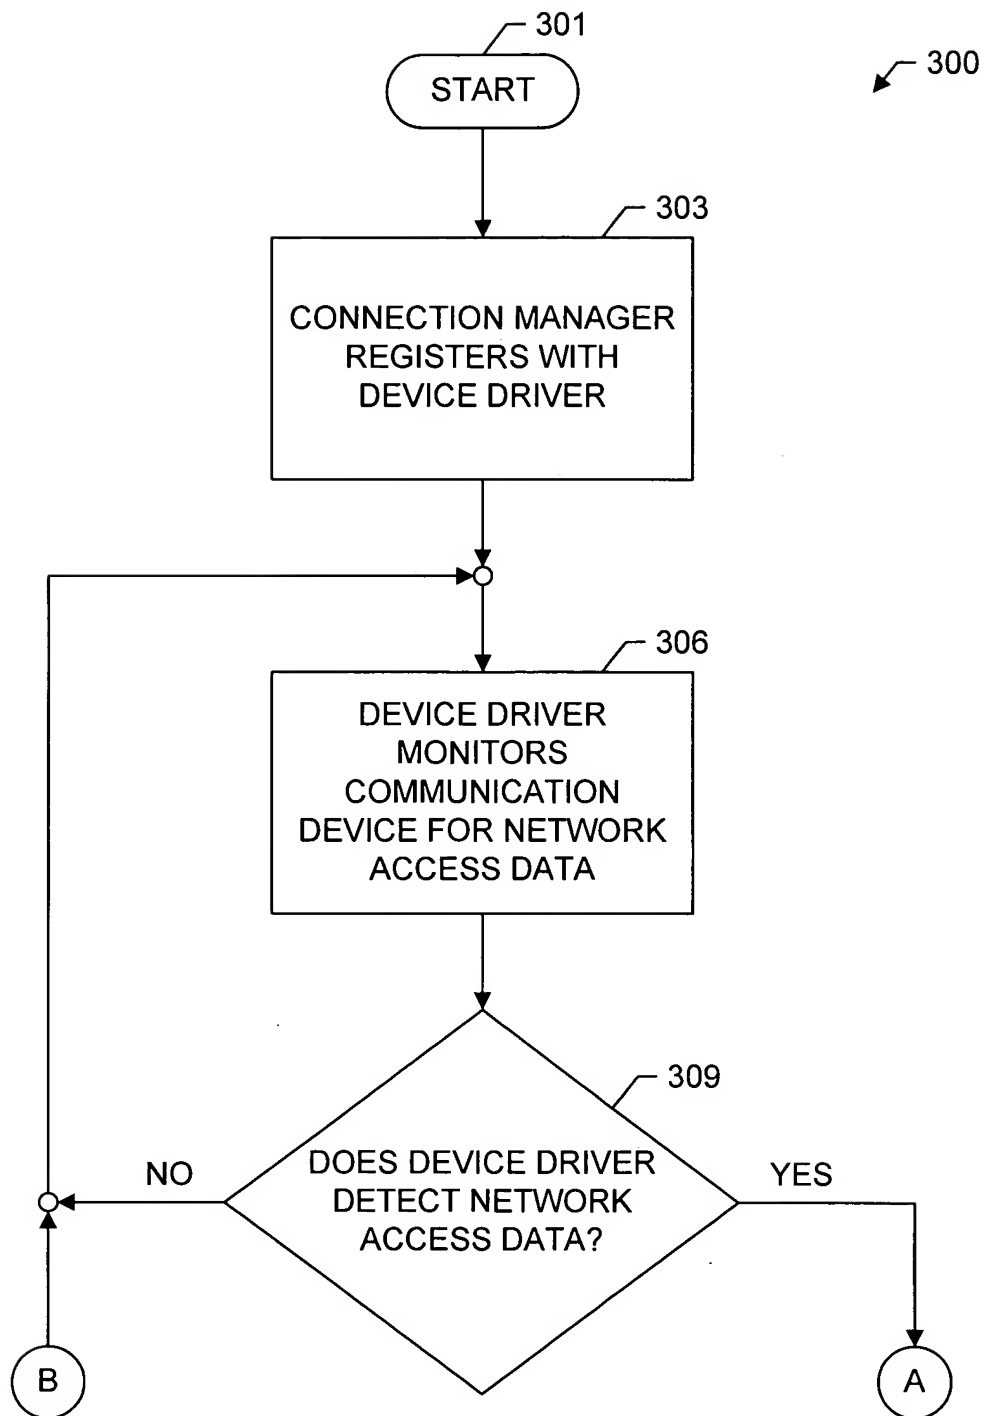 301
300
START
303
CONNECTION MANAGER
REGISTERS WITH
DEVICE DRIVER
306
DEVICE DRIVER
MONITORS
COMMUNICATION
DEVICE FOR NETWORK
ACCESS DATA
309
DOES DEVICE DRIVER
DETECT NETWORK
ACCESS DATA?
NO
YES
B
A